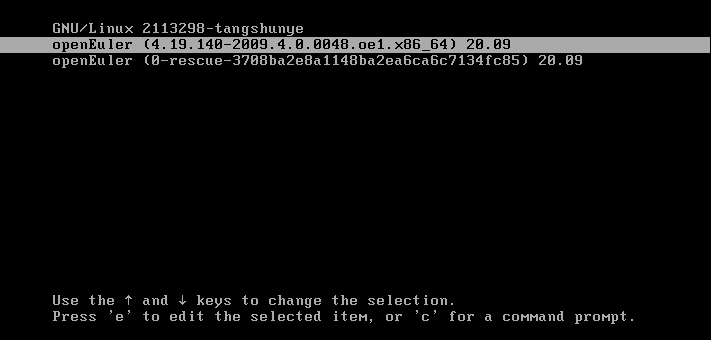 GNU/Linux 2113298-tangshunye
openEuler (4.19.140-2009.4.0.0048.oe1.x86_64) 20.09
openEuler (0-rescue-3708ba2e8a1148ba2ea6ca6c7134fc85) 20.09
Use the ↑ and ↓ keys to change the selection.
Press 'e' to edit the selected item, or 'c' for a command prompt.